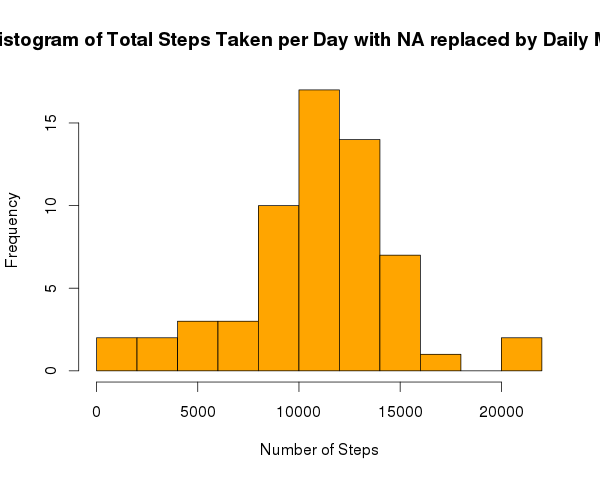 istogram of Total Steps Taken per Day with NA replaced by Daily M
Frequency
15
10
5
0
0 5000 10000 15000 20000
Number of Steps